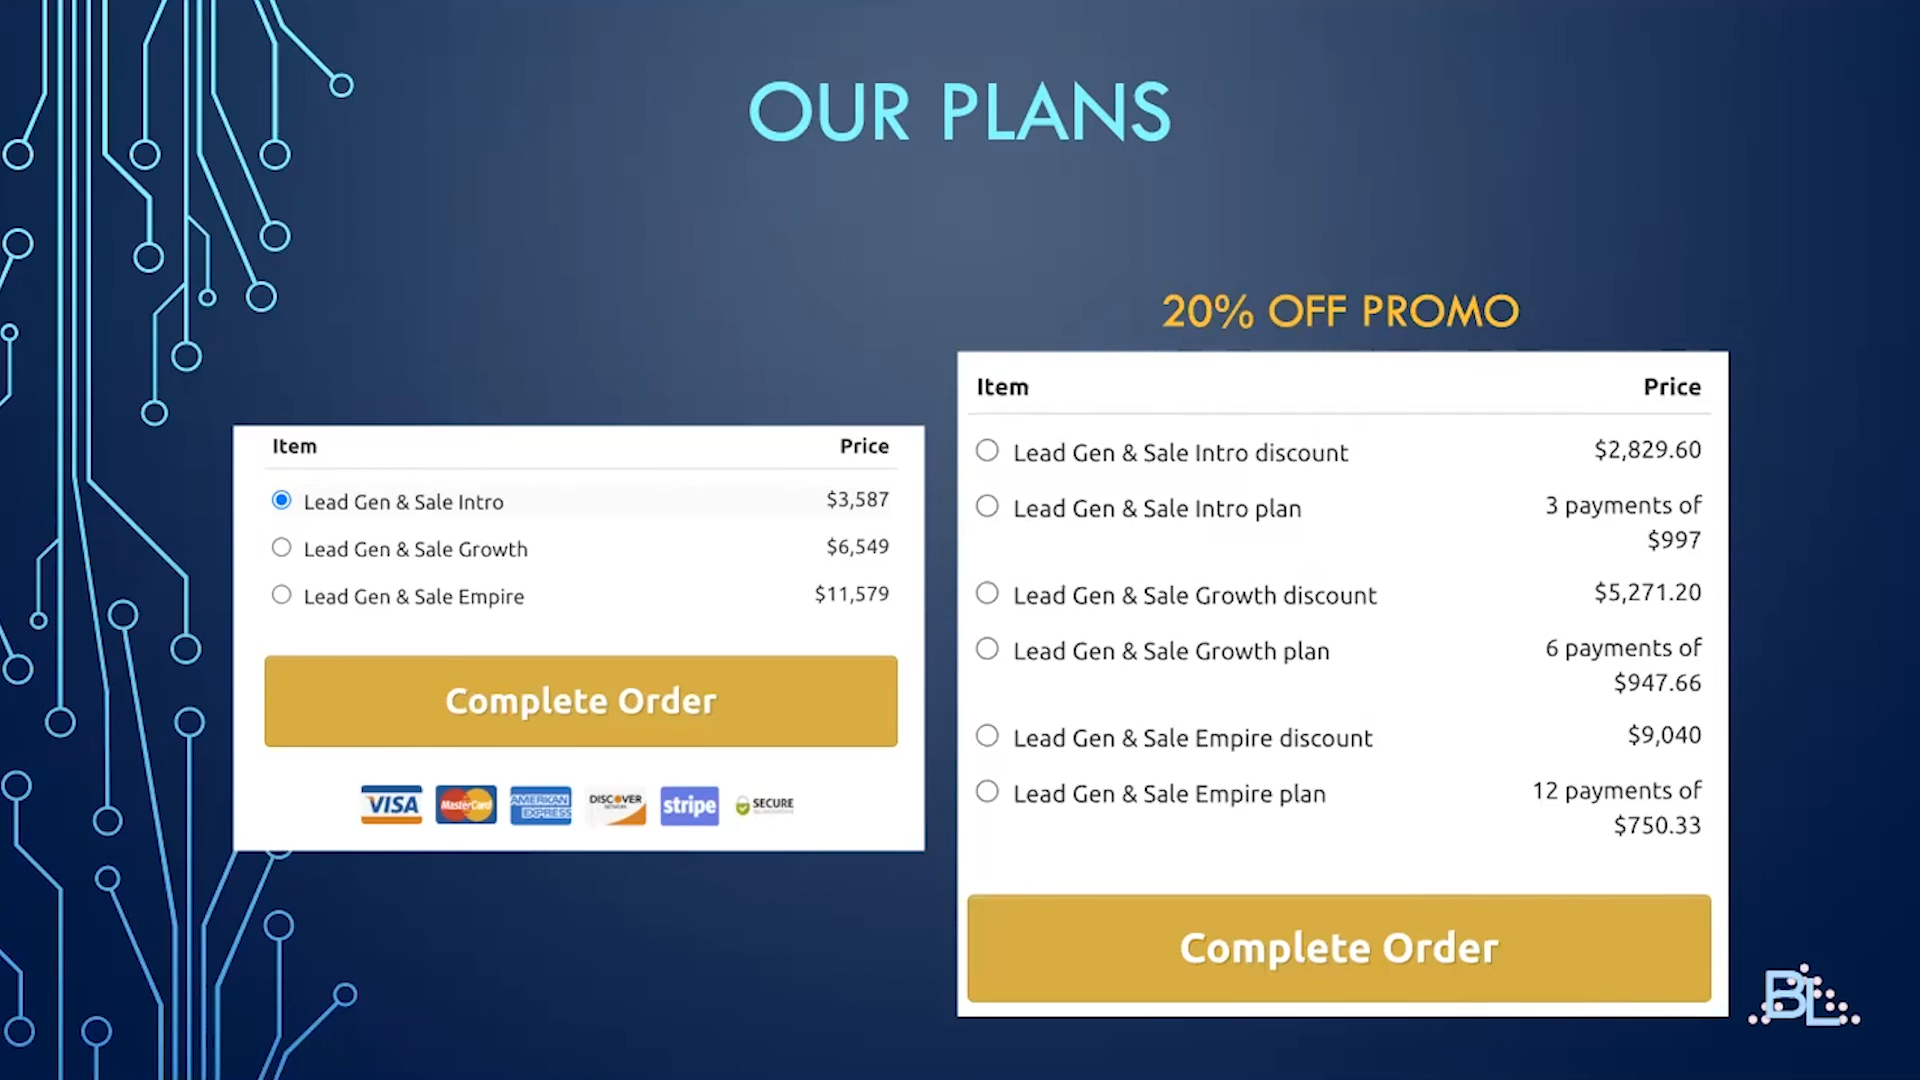 OUR PLANS
20% OFF PROMO
Item Price
Lead Gen & Sale Intro $3,587
Lead Gen & Sale Growth $6,549
Lead Gen & Sale Empire $11,579
Complete Order
VISA MasterCard AMERICAN EXPRESS DISCOVER NETWORK stripe SECURE
Item Price
Lead Gen & Sale Intro discount $2,829.60
Lead Gen & Sale Intro plan 3 payments of
$997
Lead Gen & Sale Growth discount $5,271.20
Lead Gen & Sale Growth plan 6 payments of
$947.66
Lead Gen & Sale Empire discount $9,040
Lead Gen & Sale Empire plan 12 payments of
$750.33
Complete Order
BL